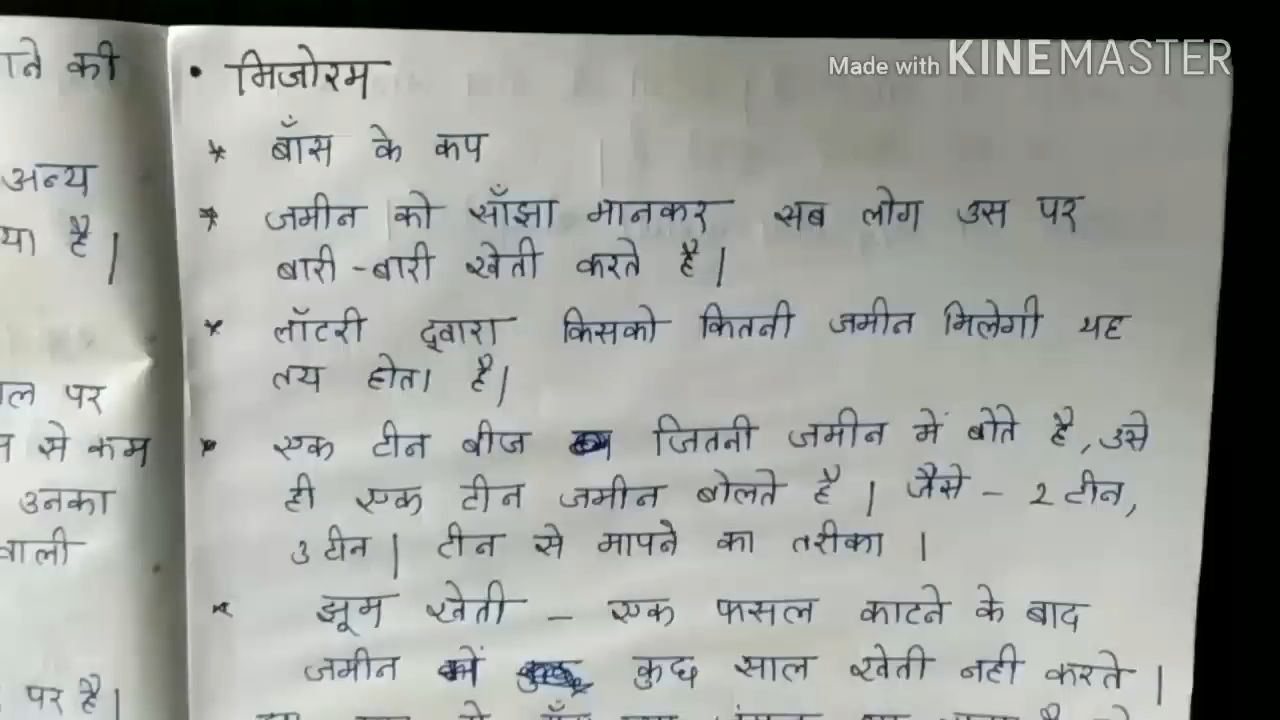 Made with KINEMASTER
ने की
अन्य
या है|
ल पर
से कम
उनका
वाली
पर है|
• मिजोरम
* बाँस के कप
* जमीन को साँझा मानकर सब लोग उस पर
बारी-बारी खेती करते है|
* लॉटरी द्वारा किसको कितनी जमीन मिलेगी यह
तय होता है|
* एक टीन बीज जितनी जमीन में बोते है, उसे
ही एक टीन जमीन बोलते है | जैसे - 2 टीन,
3 टीन | टीन से मापने का तरीका |
* झूम खेती - एक फसल काटने के बाद
जमीन में कुछ साल खेती नही करते |